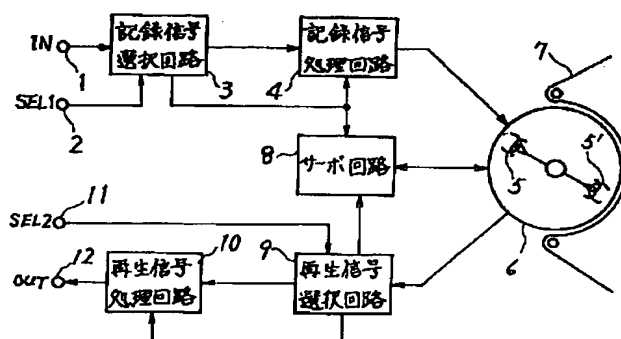 IN
1
記録信号
選択回路
3
記録信号
処理回路
4
7
SEL1
2
8
サーボ回路
5
5'
6
11
SEL2
12
OUT
10
再生信号
処理回路
9
再生信号
選択回路